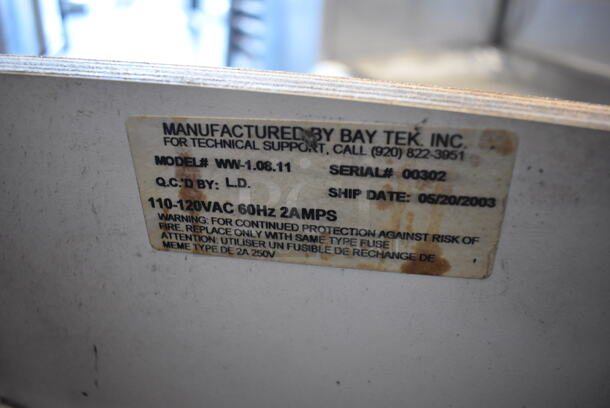 MANUFACTURED BY BAY TEK, INC.
FOR TECHNICAL SUPPORT, CALL (920) 822-3951
MODEL# WW-1.08.11 SERIAL# 00302
Q.C.'D BY: L.D. SHIP DATE: 05/20/2003
110-120VAC 60Hz 2AMPS
WARNING: FOR CONTINUED PROTECTION AGAINST RISK OF
FIRE, REPLACE ONLY WITH SAME TYPE FUSE
ATTENTION: UTILISER UN FUSIBLE DE RECHANGE DE
MEME TYPE DE 2A 250V